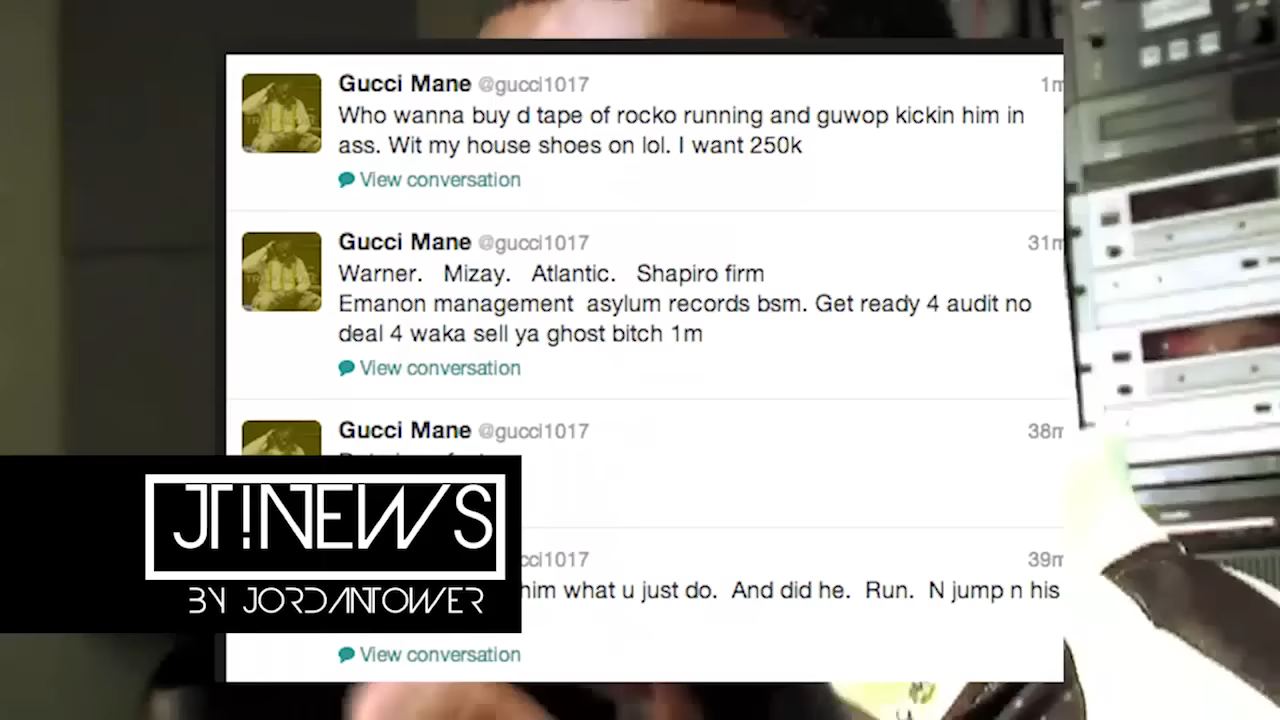 Gucci Mane @gucci1017
1m
Who wanna buy d tape of rocko running and guwop kickin him in
ass. Wit my house shoes on lol. I want 250k
View conversation
Gucci Mane @gucci1017
31m
Warner. Mizay. Atlantic. Shapiro firm
Emanon management asylum records bsm. Get ready 4 audit no
deal 4 waka sell ya ghost bitch 1m
View conversation
Gucci Mane @gucci1017
38m
cci1017
39m
him what u just do. And did he. Run. N jump n his
View conversation
JT!NEWS
BY JORDANTOWER